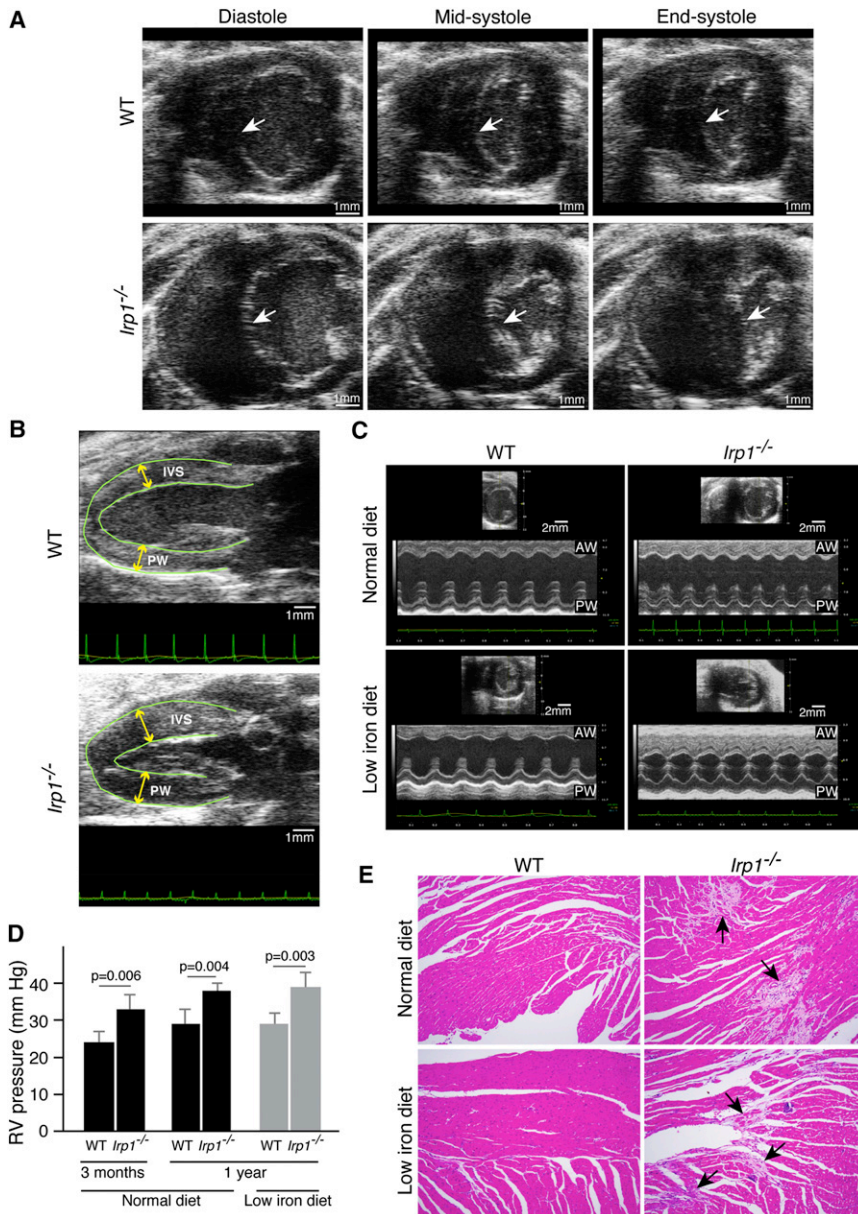 A
Diastole Mid-systole End-systole
WT
1mm 1mm 1mm
Irp1-/-
1mm 1mm 1mm
B
WT
IVS
PW
1mm
Irp1-/-
IVS
PW
1mm
C
WT Irp1-/-
Normal diet
2mm 2mm
AW AW
PW PW
Low iron diet
2mm 2mm
AW AW
PW PW
D
RV pressure (mm Hg)
60
40
20
0
p=0.006 p=0.004 p=0.003
WT Irp1-/- WT Irp1-/- WT Irp1-/-
3 months 1 year
Normal diet Low iron diet
E
WT Irp1-/-
Normal diet
Low iron diet